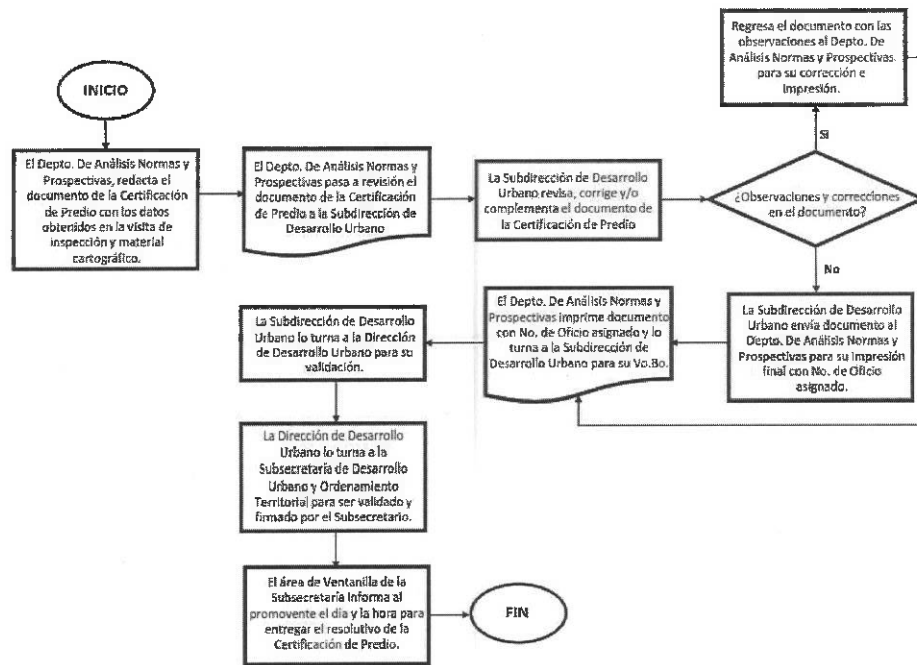 INICIO
El Depto. De Análisis Normas y
Prospectivas, redacta el
documento de la Certificación
de Predio con los datos
obtenidos en la visita de
inspección y material
cartográfico.
El Depto. De Análisis Normas y
Prospectivas pasa a revisión el
documento de la Certificación
de Predio a la Subdirección de
Desarrollo Urbano
La Subdirección de Desarrollo
Urbano revisa, corrige y/o
complementa el documento de
la Certificación de Predio
¿Observaciones y correcciones
en el documento?
Si
Regresa el documento con las
observaciones al Depto. De
Análisis Normas y Prospectivas
para su corrección e
impresión.
No
La Subdirección de Desarrollo
Urbano envía documento al
Depto. De Análisis Normas y
Prospectivas para su impresión
final con No. de Oficio
asignado.
El Depto. De Análisis Normas y
Prospectivas imprime documento
con No. de Oficio asignado y lo
turna a la Subdirección de
Desarrollo Urbano para su Vo.Bo.
La Subdirección de Desarrollo
Urbano lo turna a la Dirección
de Desarrollo Urbano para su
validación.
La Dirección de Desarrollo
Urbano lo turna a la
Subsecretaría de Desarrollo
Urbano y Ordenamiento
Territorial para ser validado y
firmado por el Subsecretario.
El área de Ventanilla de la
Subsecretaría informa al
promovente el día y la hora para
entregar el resolutivo de la
Certificación de Predio.
FIN